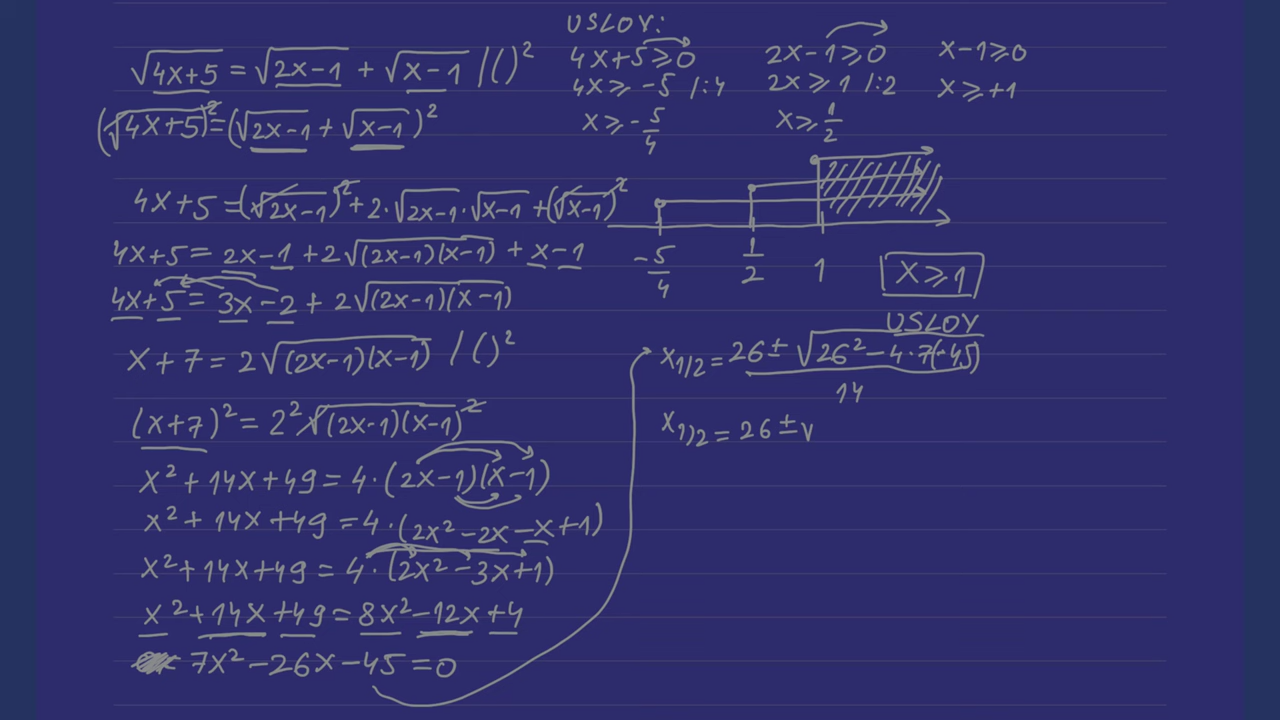 √4x+5 = √2x-1 + √x-1 /()²
(√4x+5)² = (√2x-1 + √x-1)²
4x+5 = (√2x-1)² + 2·√2x-1·√x-1 + (√x-1)²
4x+5 = 2x-1 + 2√(2x-1)(x-1) + x-1
4x+5 = 3x-2 + 2√(2x-1)(x-1)
x+7 = 2√(2x-1)(x-1) /()²
(x+7)² = 2²√(2x-1)(x-1)²
x²+14x+49 = 4·(2x-1)(x-1)
x²+14x+49 = 4·(2x²-2x-x+1)
x²+14x+49 = 4·(2x²-3x+1)
x²+14x+49 = 8x²-12x+4
7x²-26x-45=0
USLOV:
4x+5≥0 2x-1≥0 x-1≥0
4x≥-5 /:4 2x≥1 /:2 x≥+1
x≥-5/4 x≥1/2
-5/4 1/2 1 x≥1
USLOV
x1/2 = 26±√26²-4·7(-45) / 14
x1/2 = 26±√